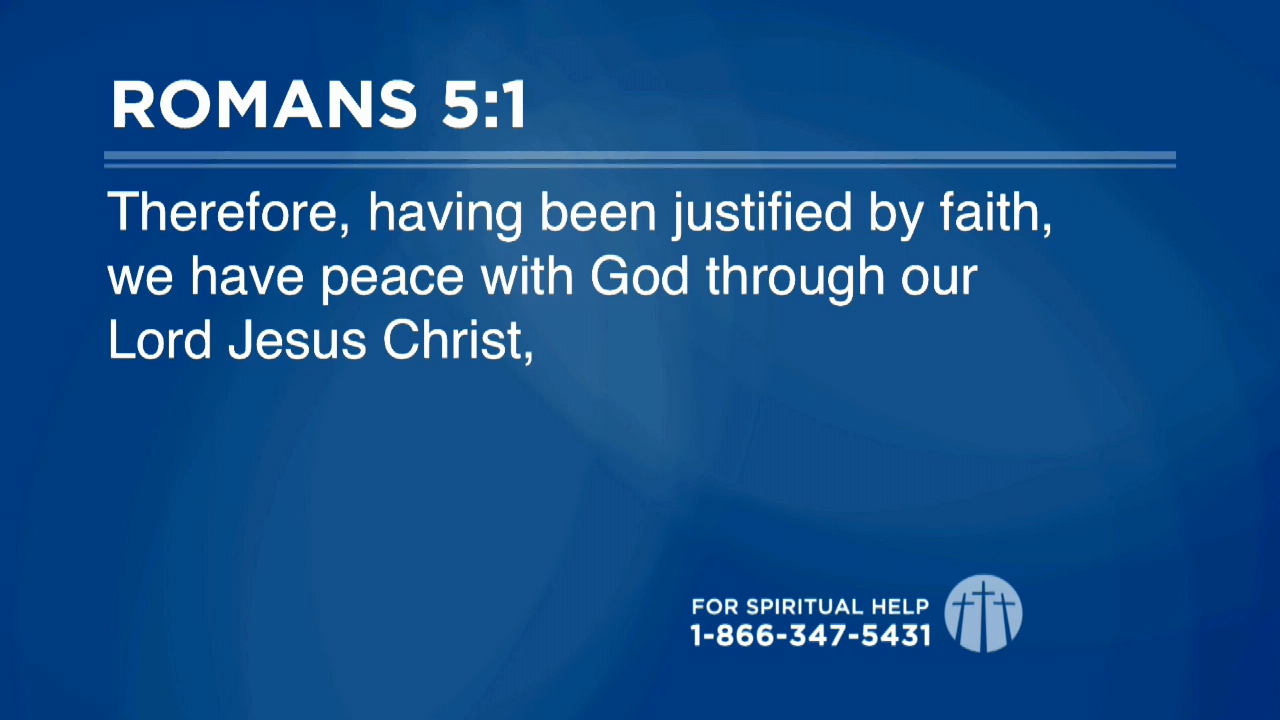 ROMANS 5:1
Therefore, having been justified by faith,
we have peace with God through our
Lord Jesus Christ,
FOR SPIRITUAL HELP
1-866-347-5431